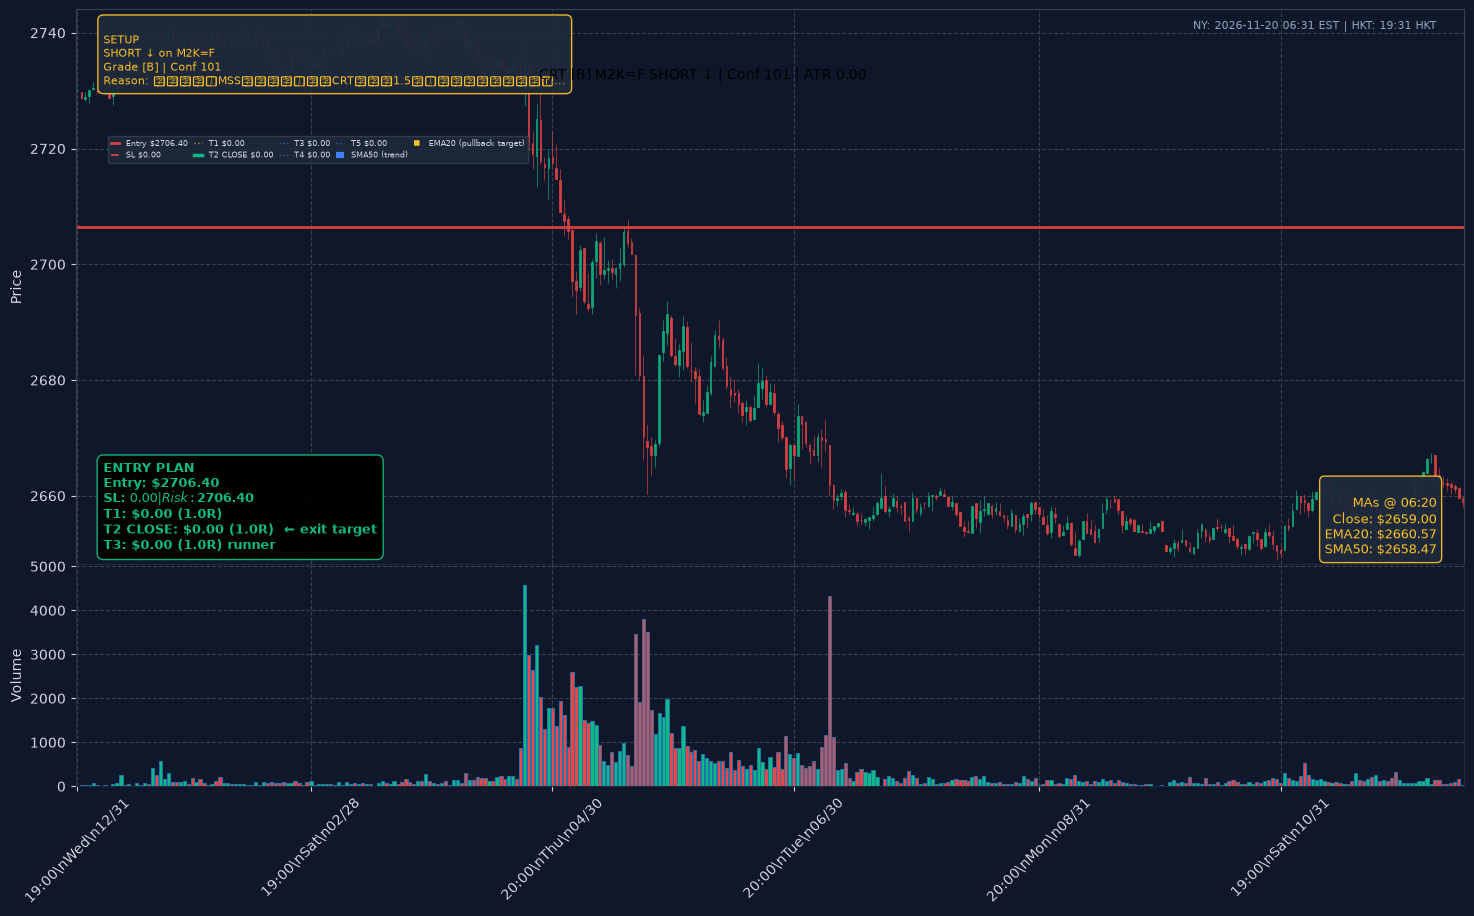 NY: 2026-11-20 06:31 EST | HKT: 19:31 HKT
SETUP
SHORT ↓ on M2K=F
Grade [B] | Conf 101
Reason: MSS CRT 1.5 ...
CRT [B] M2K=F SHORT ↓ | Conf 101 | ATR 0.00
Entry $2706.40 T1 $0.00 T3 $0.00 T5 $0.00 EMA20 (pullback target)
SL $0.00 T2 CLOSE $0.00 T4 $0.00 SMA50 (trend)
2740
2720
2700
2680
2660
Price
ENTRY PLAN
Entry: $2706.40
SL: 0.00|Risk:2706.40
T1: $0.00 (1.0R)
T2 CLOSE: $0.00 (1.0R) ← exit target
T3: $0.00 (1.0R) runner
MAs @ 06:20
Close: $2659.00
EMA20: $2660.57
SMA50: $2658.47
5000
4000
3000
2000
1000
0
Volume
19:00\nWed\n12/31
19:00\nSat\n02/28
20:00\nThu\n04/30
20:00\nTue\n06/30
20:00\nMon\n08/31
19:00\nSat\n10/31